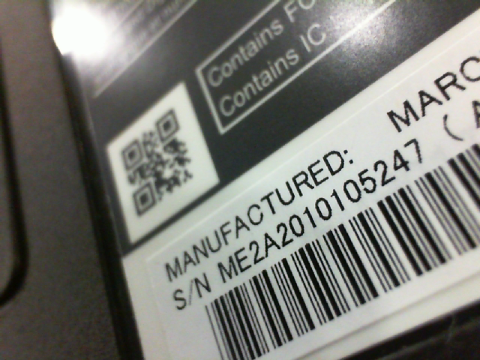 Contains FC
Contains IC
MANUFACTURED: MARC
S/N ME2A2010105247 (A